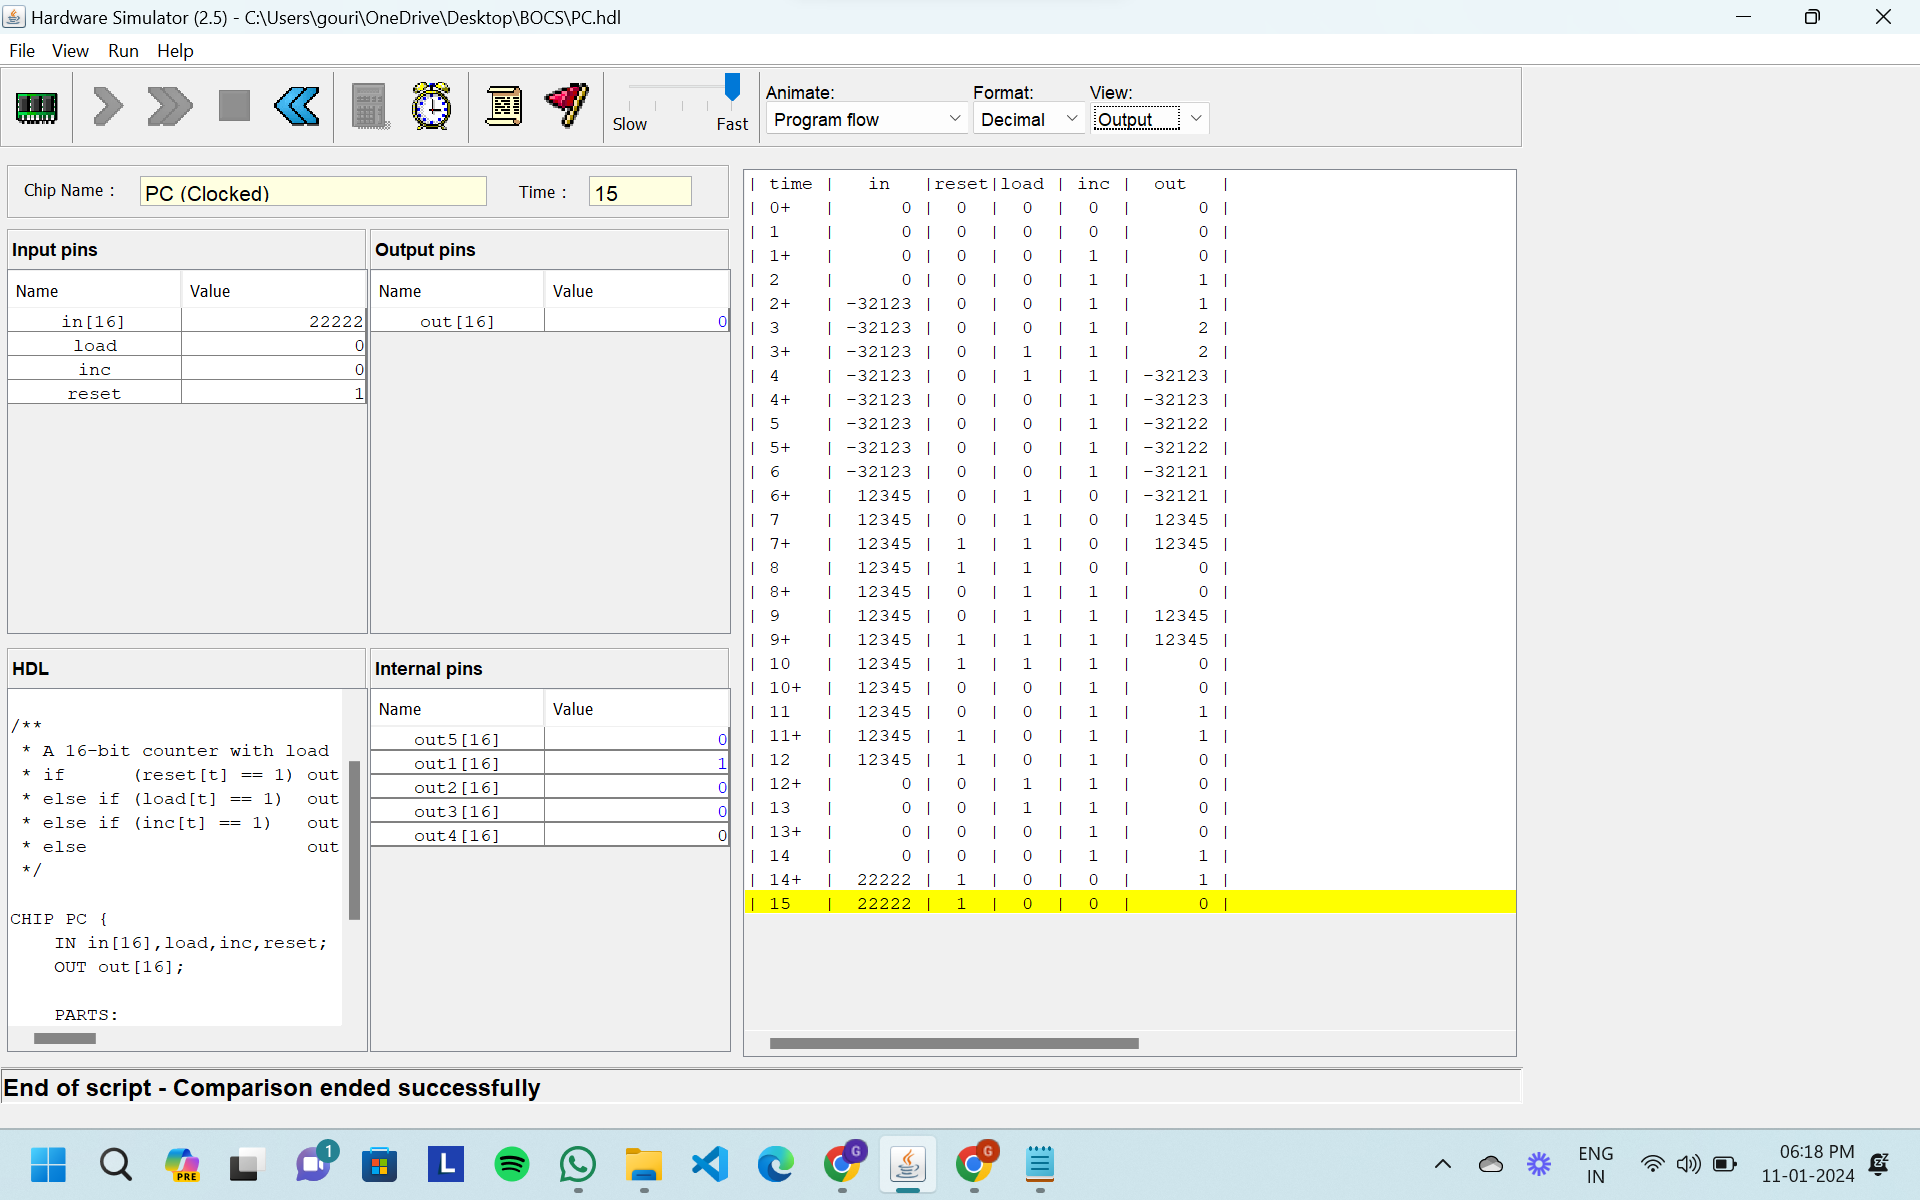 Hardware Simulator (2.5) - C:\Users\gouri\OneDrive\Desktop\BOCS\PC.hdl
File View Run Help
Slow Fast
Animate: Format: View:
Program flow Decimal Output
Chip Name : PC (Clocked) Time : 15
Input pins
Name Value
in[16] 22222
load 0
inc 0
reset 1
Output pins
Name Value
out[16] 0
HDL
/**
* A 16-bit counter with load
* if (reset[t] == 1) out
* else if (load[t] == 1) out
* else if (inc[t] == 1) out
* else out
*/
CHIP PC {
IN in[16],load,inc,reset;
OUT out[16];
PARTS:
Internal pins
Name Value
out5[16] 0
out1[16] 1
out2[16] 0
out3[16] 0
out4[16] 0
| time | in |reset|load | inc | out |
| 0+ | 0 | 0 | 0 | 0 | 0 |
| 1 | 0 | 0 | 0 | 0 | 0 |
| 1+ | 0 | 0 | 0 | 1 | 0 |
| 2 | 0 | 0 | 0 | 1 | 1 |
| 2+ | -32123 | 0 | 0 | 1 | 1 |
| 3 | -32123 | 0 | 0 | 1 | 2 |
| 3+ | -32123 | 0 | 1 | 1 | 2 |
| 4 | -32123 | 0 | 1 | 1 | -32123 |
| 4+ | -32123 | 0 | 0 | 1 | -32123 |
| 5 | -32123 | 0 | 0 | 1 | -32122 |
| 5+ | -32123 | 0 | 0 | 1 | -32122 |
| 6 | -32123 | 0 | 0 | 1 | -32121 |
| 6+ | 12345 | 0 | 1 | 0 | -32121 |
| 7 | 12345 | 0 | 1 | 0 | 12345 |
| 7+ | 12345 | 1 | 1 | 0 | 12345 |
| 8 | 12345 | 1 | 1 | 0 | 0 |
| 8+ | 12345 | 0 | 1 | 1 | 0 |
| 9 | 12345 | 0 | 1 | 1 | 12345 |
| 9+ | 12345 | 1 | 1 | 1 | 12345 |
| 10 | 12345 | 1 | 1 | 1 | 0 |
| 10+ | 12345 | 0 | 0 | 1 | 0 |
| 11 | 12345 | 0 | 0 | 1 | 1 |
| 11+ | 12345 | 1 | 0 | 1 | 1 |
| 12 | 12345 | 1 | 0 | 1 | 0 |
| 12+ | 0 | 0 | 1 | 1 | 0 |
| 13 | 0 | 0 | 1 | 1 | 0 |
| 13+ | 0 | 0 | 0 | 1 | 0 |
| 14 | 0 | 0 | 0 | 1 | 1 |
| 14+ | 22222 | 1 | 0 | 0 | 1 |
| 15 | 22222 | 1 | 0 | 0 | 0 |
End of script - Comparison ended successfully
PRE 1 L G G
ENG
IN
06:18 PM
11-01-2024